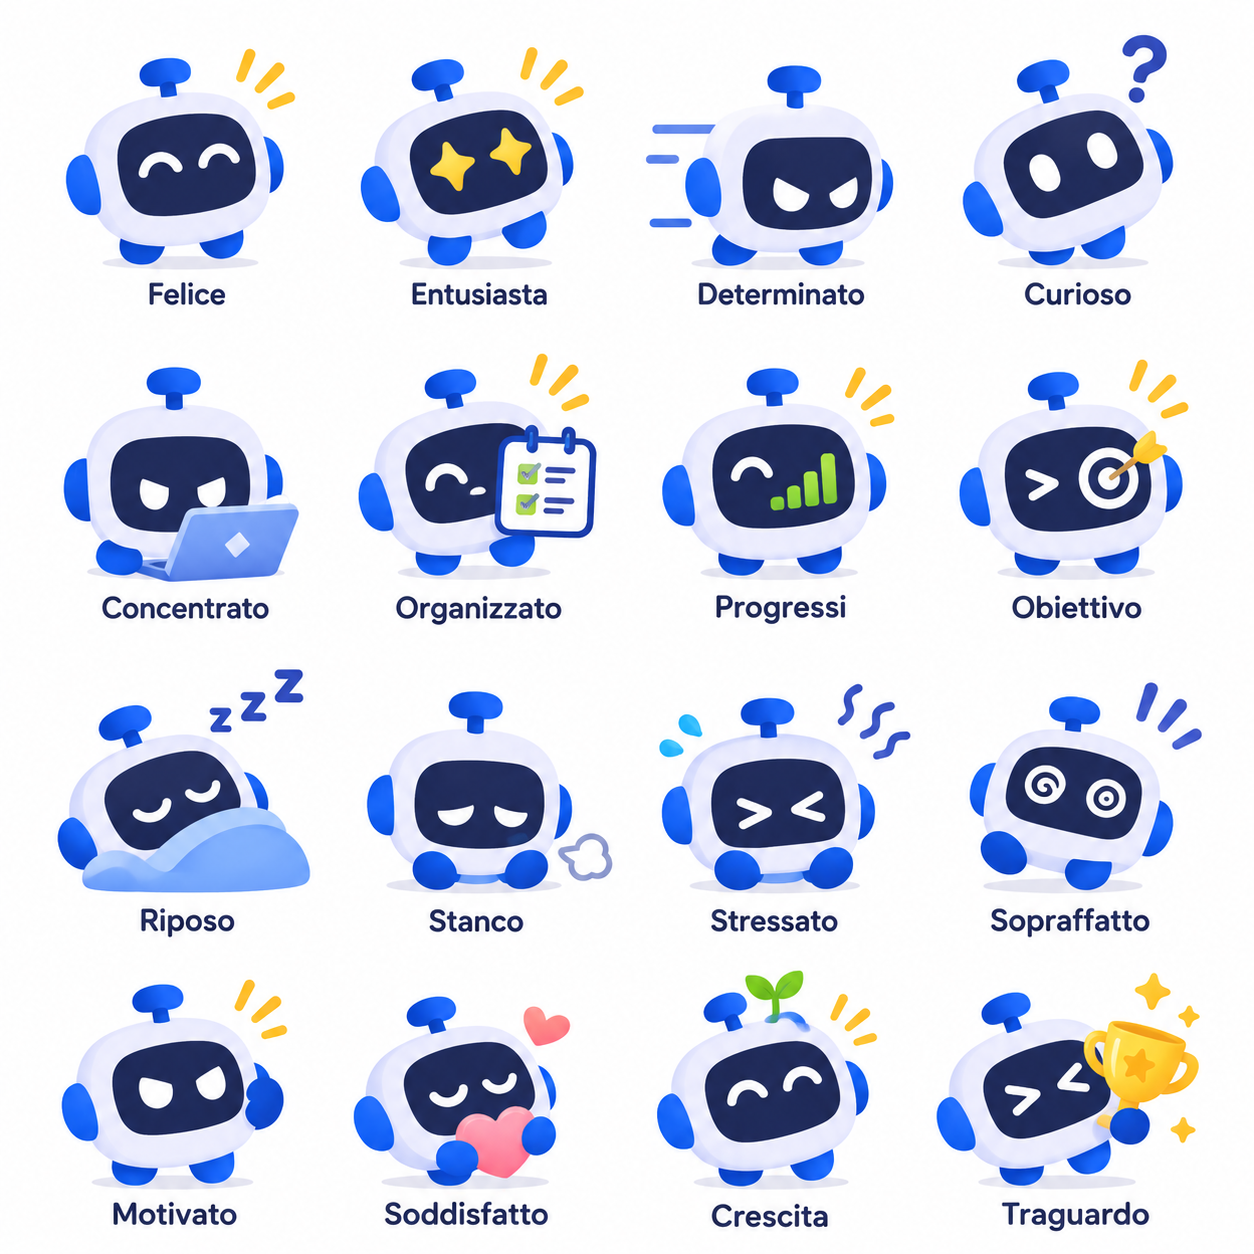 ?
Felice
Entusiasta
Determinato
Curioso
Concentrato
Organizzato
Progressi
Obiettivo
z z z
Riposo
Stanco
Stressato
Sopraffatto
Motivato
Soddisfatto
Crescita
Traguardo